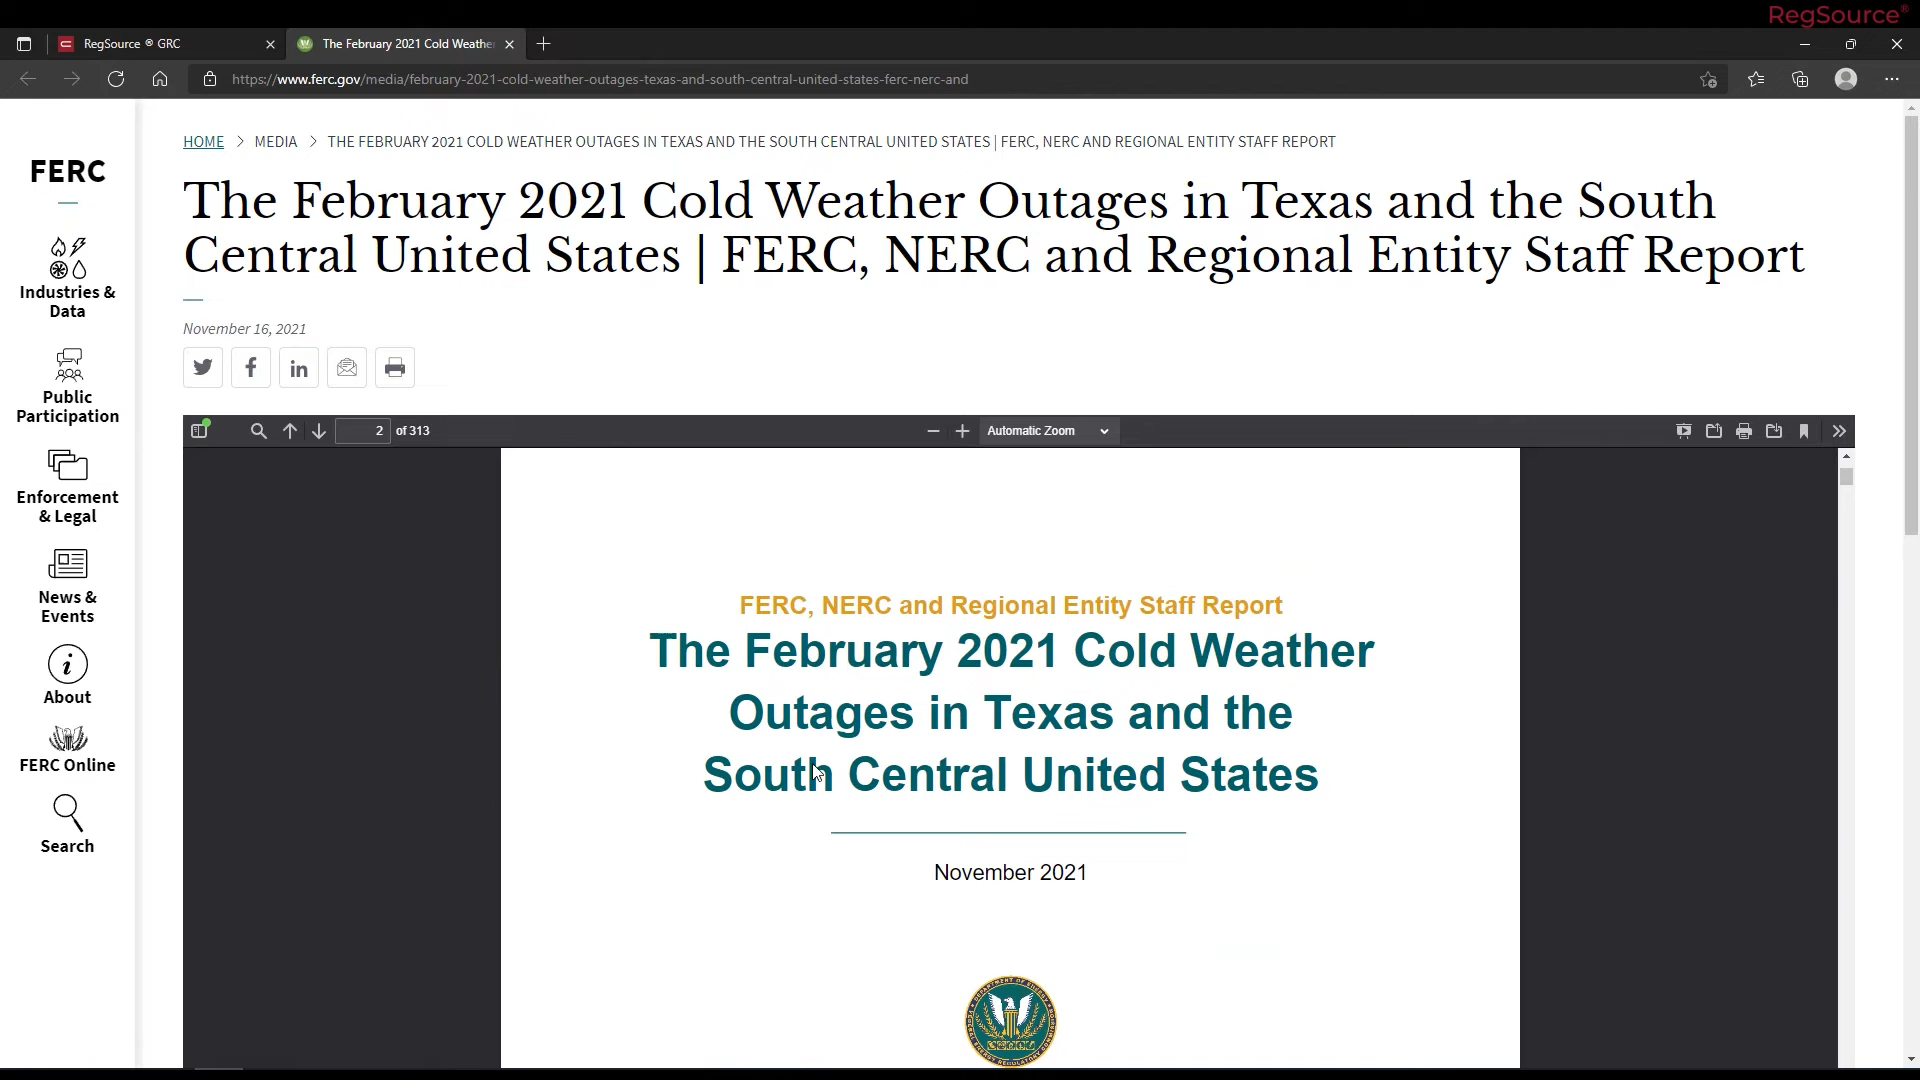 RegSource®
RegSource ® GRC
The February 2021 Cold Weathe
https://www.ferc.gov/media/february-2021-cold-weather-outages-texas-and-south-central-united-states-ferc-nerc-and
HOME > MEDIA > THE FEBRUARY 2021 COLD WEATHER OUTAGES IN TEXAS AND THE SOUTH CENTRAL UNITED STATES | FERC, NERC AND REGIONAL ENTITY STAFF REPORT
FERC
Industries &
Data
Public
Participation
Enforcement
& Legal
News &
Events
About
FERC Online
Search
The February 2021 Cold Weather Outages in Texas and the South
Central United States | FERC, NERC and Regional Entity Staff Report
November 16, 2021
2 of 313
Automatic Zoom
FERC, NERC and Regional Entity Staff Report
The February 2021 Cold Weather
Outages in Texas and the
South Central United States
November 2021